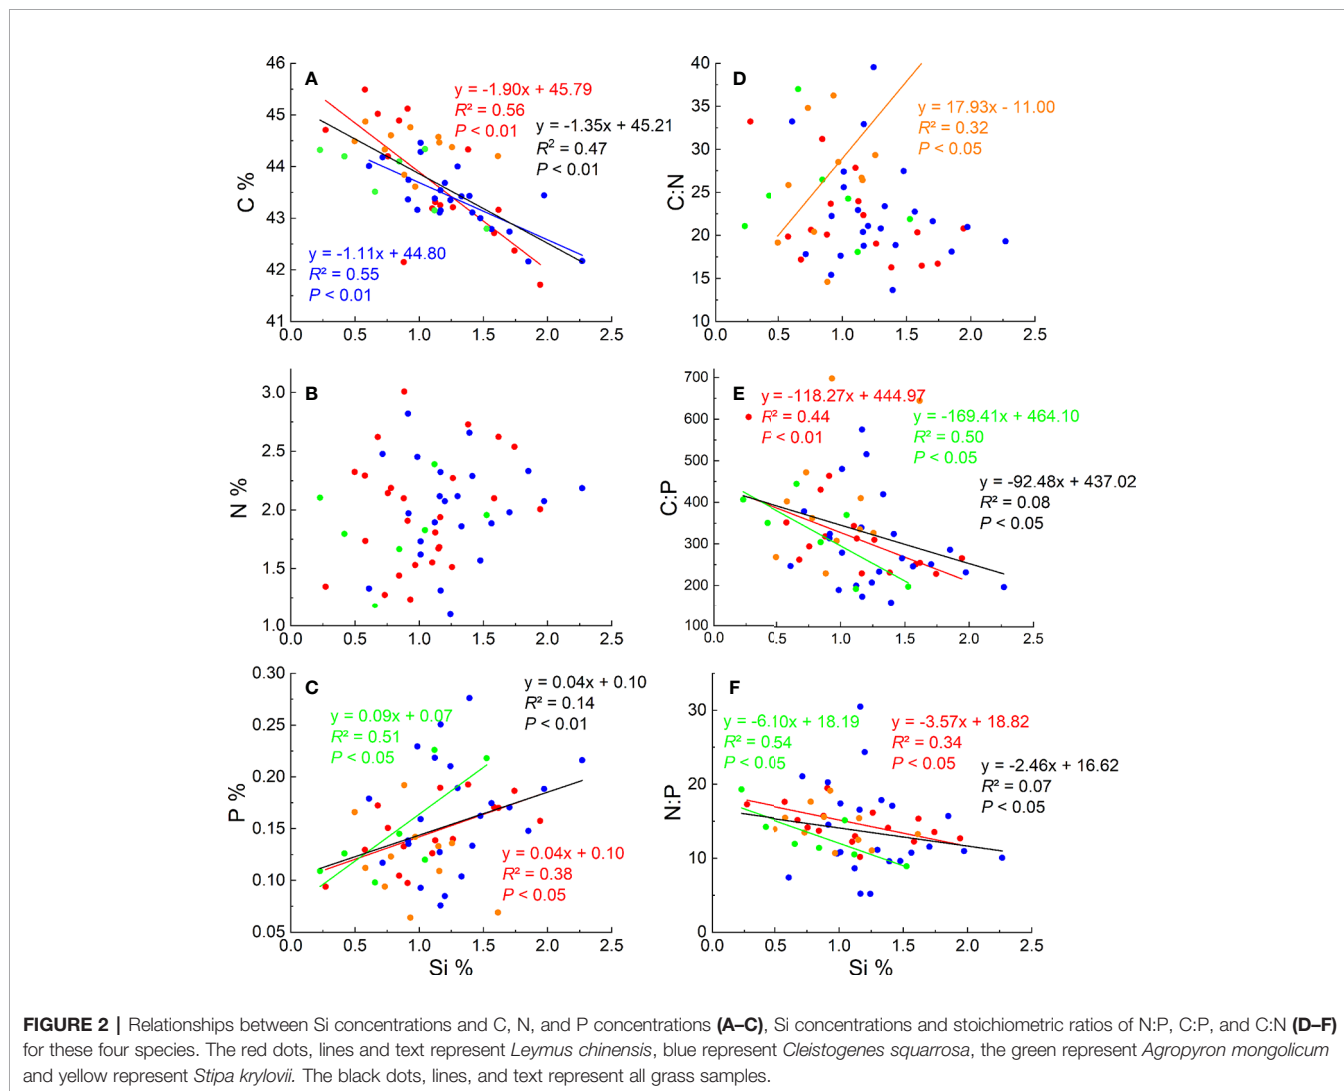 A
C %
46
45
44
43
42
41
0.0 0.5 1.0 1.5 2.0 2.5
y = -1.90x + 45.79
R² = 0.56
P < 0.01
y = -1.35x + 45.21
R² = 0.47
P < 0.01
y = -1.11x + 44.80
R² = 0.55
P < 0.01
D
C:N
40
35
30
25
20
15
10
0.0 0.5 1.0 1.5 2.0 2.5
y = 17.93x - 11.00
R² = 0.32
P < 0.05
B
N %
3.0
2.5
2.0
1.5
1.0
0.0 0.5 1.0 1.5 2.0 2.5
E
C:P
700
600
500
400
300
200
100
0.0 0.5 1.0 1.5 2.0 2.5
y = -118.27x + 444.97
R² = 0.44
P < 0.01
y = -169.41x + 464.10
R² = 0.50
P < 0.05
y = -92.48x + 437.02
R² = 0.08
P < 0.05
C
P %
0.30
0.25
0.20
0.15
0.10
0.05
0.0 0.5 1.0 1.5 2.0 2.5
Si %
y = 0.09x + 0.07
R² = 0.51
P < 0.05
y = 0.04x + 0.10
R² = 0.14
P < 0.01
y = 0.04x + 0.10
R² = 0.38
P < 0.05
F
N:P
30
20
10
0
0.0 0.5 1.0 1.5 2.0 2.5
Si %
y = -6.10x + 18.19
R² = 0.54
P < 0.05
y = -3.57x + 18.82
R² = 0.34
P < 0.05
y = -2.46x + 16.62
R² = 0.07
P < 0.05
FIGURE 2 | Relationships between Si concentrations and C, N, and P concentrations (A–C), Si concentrations and stoichiometric ratios of N:P, C:P, and C:N (D–F)
for these four species. The red dots, lines and text represent Leymus chinensis, blue represent Cleistogenes squarrosa, the green represent Agropyron mongolicum
and yellow represent Stipa krylovii. The black dots, lines, and text represent all grass samples.